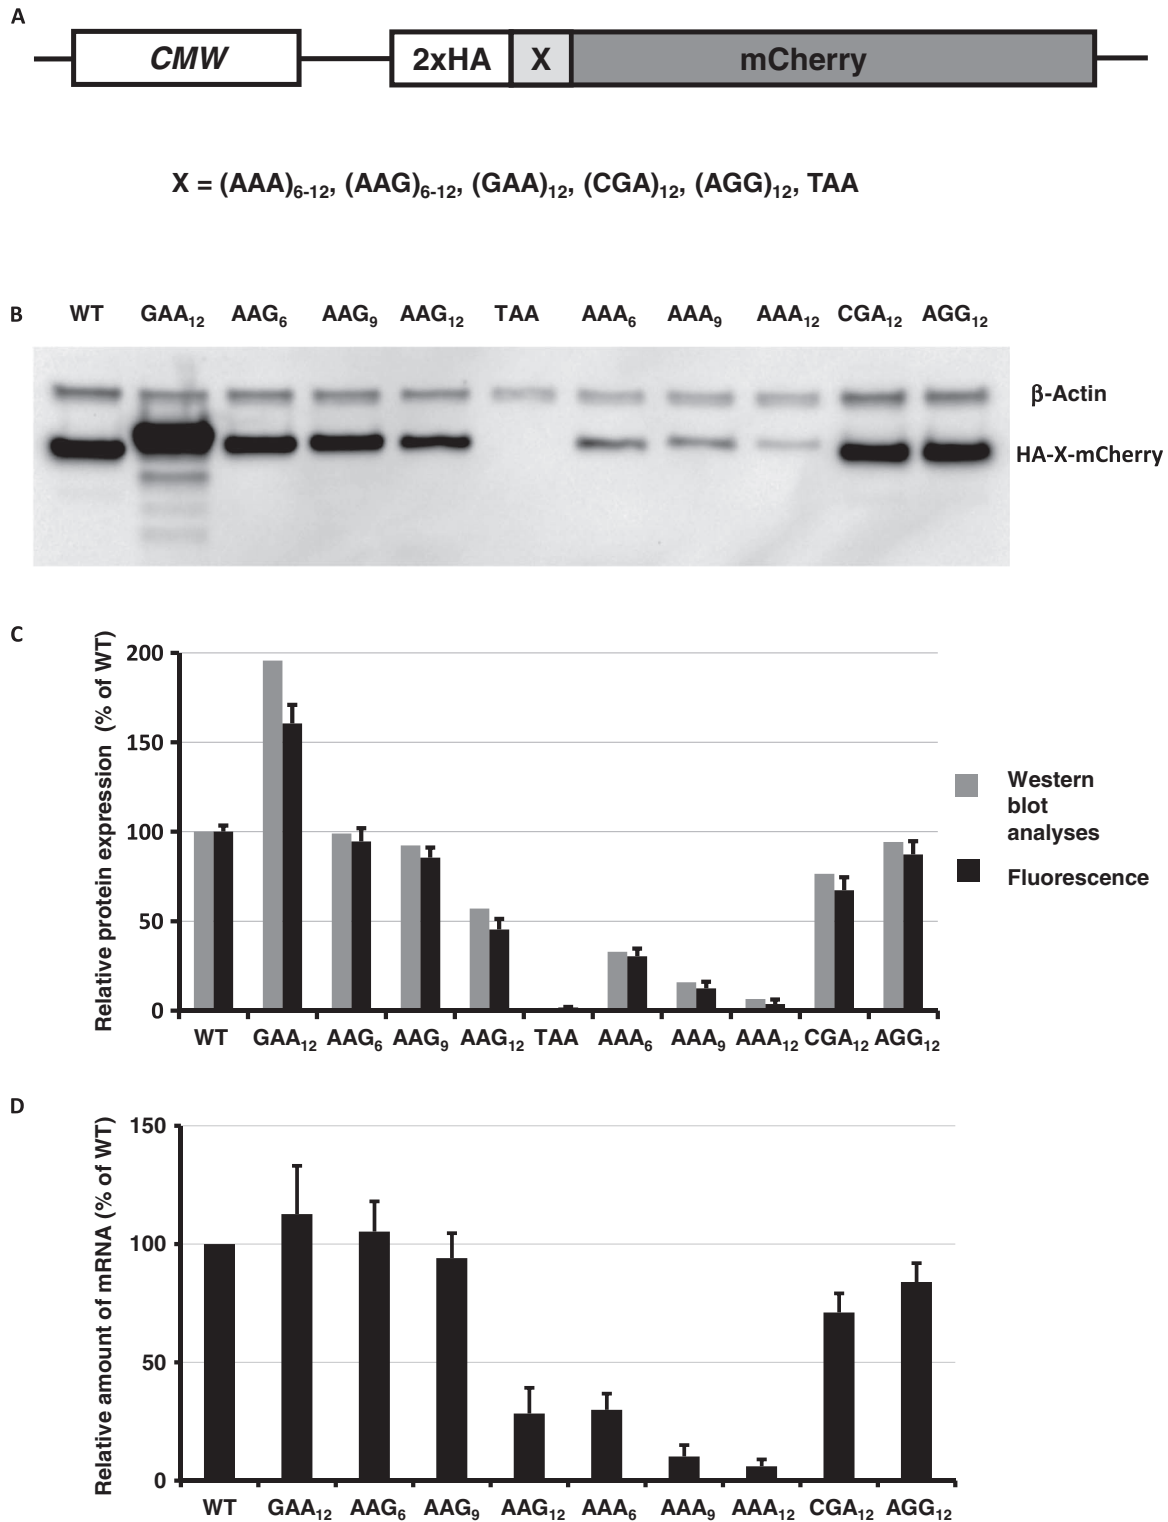 A
CMW 2xHA X mCherry
X = (AAA)6-12, (AAG)6-12, (GAA)12, (CGA)12, (AGG)12, TAA
B WT GAA12 AAG6 AAG9 AAG12 TAA AAA6 AAA9 AAA12 CGA12 AGG12
β-Actin
HA-X-mCherry
C
Relative protein expression (% of WT)
200
150
100
50
0
WT GAA12 AAG6 AAG9 AAG12 TAA AAA6 AAA9 AAA12 CGA12 AGG12
Western
blot
analyses
Fluorescence
D
Relative amount of mRNA (% of WT)
150
100
50
0
WT GAA12 AAG6 AAG9 AAG12 AAA6 AAA9 AAA12 CGA12 AGG12